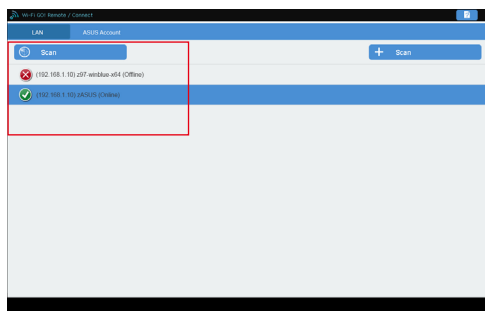 Wi-Fi GO! Remote / Connect
LAN
ASUS Account
Scan
Scan
(192.168.1.10) z97-winblue-x64 (Offline)
(192.168.1.10) zASUS (Online)